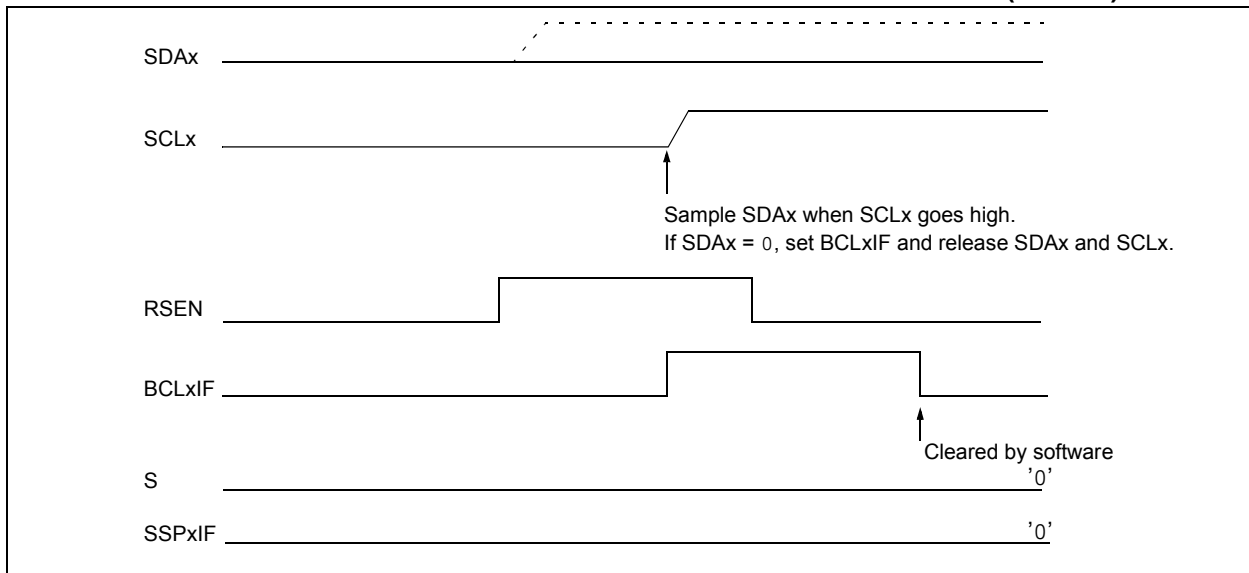 SDAx
SCLx
Sample SDAx when SCLx goes high.
If SDAx = 0, set BCLxIF and release SDAx and SCLx.
RSEN
BCLxIF
Cleared by software
S '0'
SSPxIF '0'